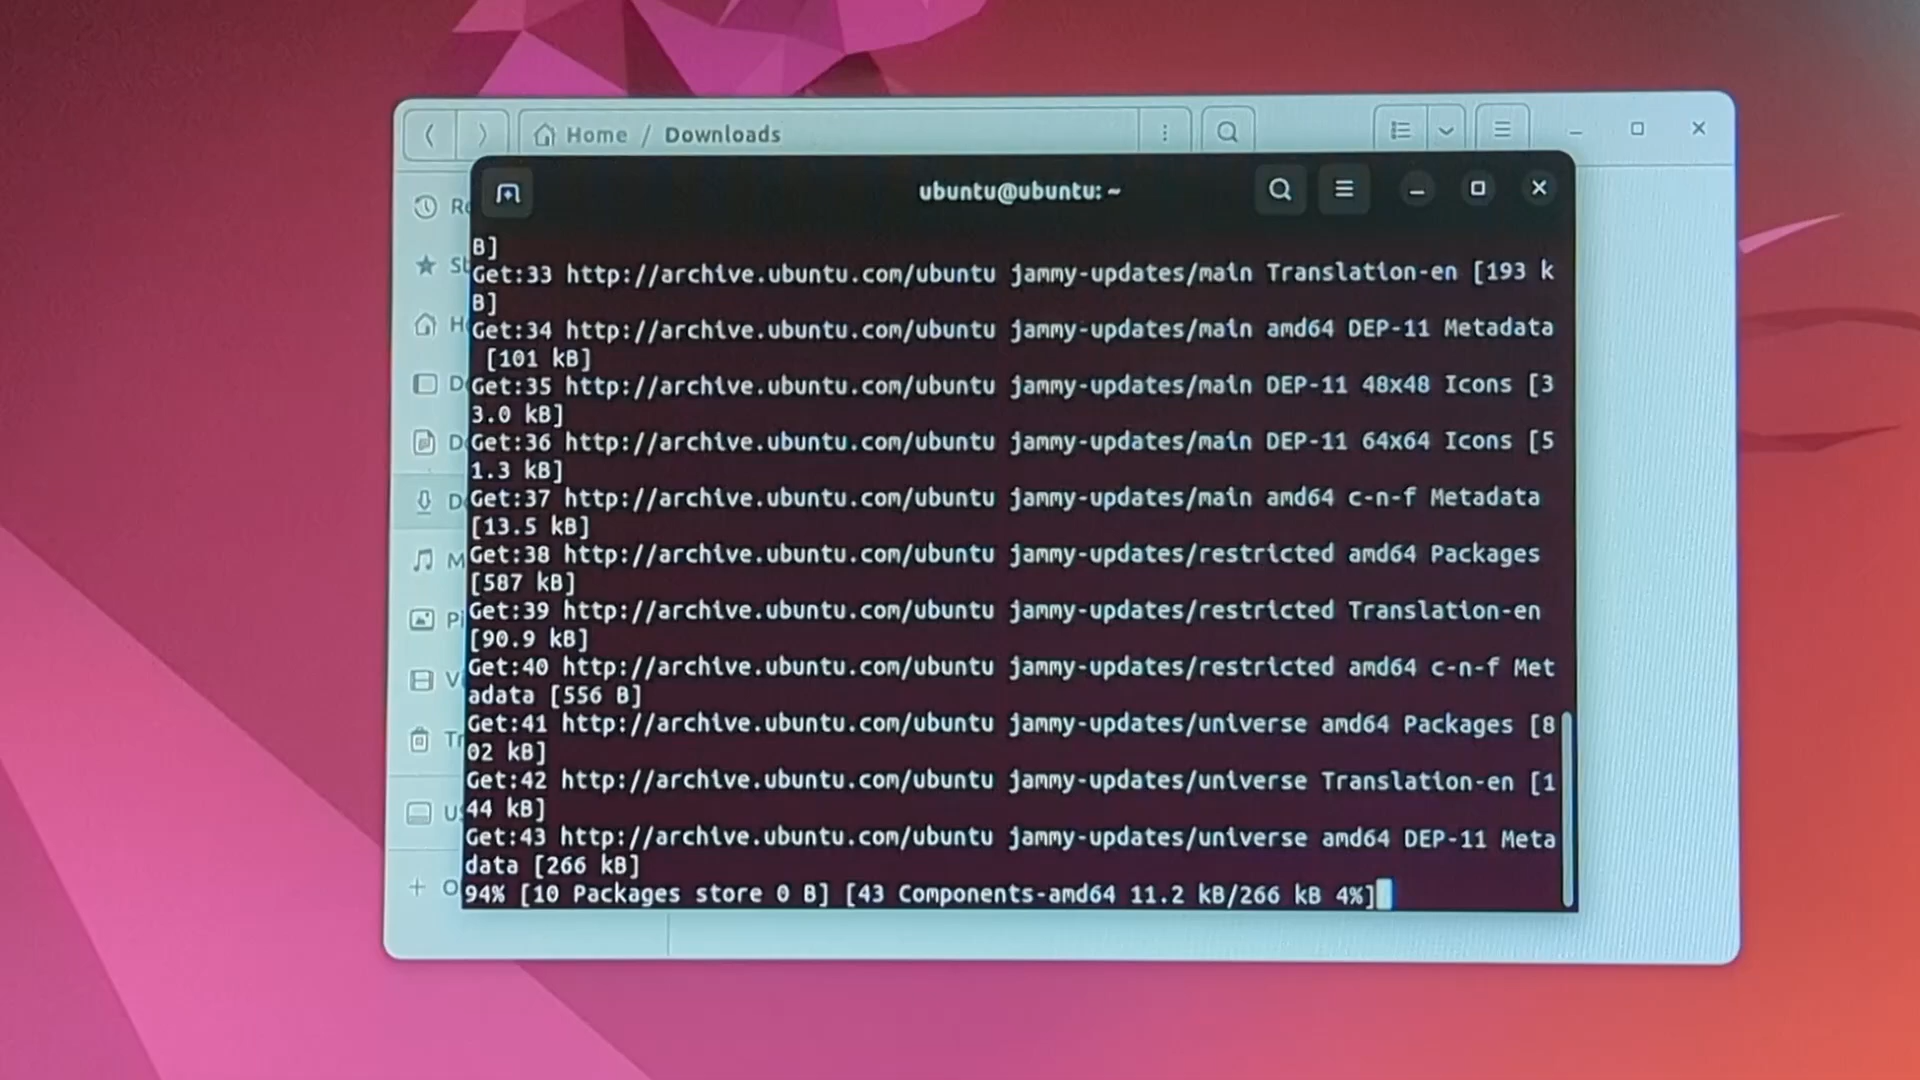 Home / Downloads
ubuntu@ubuntu: ~
B]
Get:33 http://archive.ubuntu.com/ubuntu jammy-updates/main Translation-en [193 k
B]
Get:34 http://archive.ubuntu.com/ubuntu jammy-updates/main amd64 DEP-11 Metadata
[101 kB]
Get:35 http://archive.ubuntu.com/ubuntu jammy-updates/main DEP-11 48x48 Icons [3
3.0 kB]
Get:36 http://archive.ubuntu.com/ubuntu jammy-updates/main DEP-11 64x64 Icons [5
1.3 kB]
Get:37 http://archive.ubuntu.com/ubuntu jammy-updates/main amd64 c-n-f Metadata
[13.5 kB]
Get:38 http://archive.ubuntu.com/ubuntu jammy-updates/restricted amd64 Packages
[587 kB]
Get:39 http://archive.ubuntu.com/ubuntu jammy-updates/restricted Translation-en
[90.9 kB]
Get:40 http://archive.ubuntu.com/ubuntu jammy-updates/restricted amd64 c-n-f Met
adata [556 B]
Get:41 http://archive.ubuntu.com/ubuntu jammy-updates/universe amd64 Packages [8
02 kB]
Get:42 http://archive.ubuntu.com/ubuntu jammy-updates/universe Translation-en [1
44 kB]
Get:43 http://archive.ubuntu.com/ubuntu jammy-updates/universe amd64 DEP-11 Meta
data [266 kB]
94% [10 Packages store 0 B] [43 Components-amd64 11.2 kB/266 kB 4%]